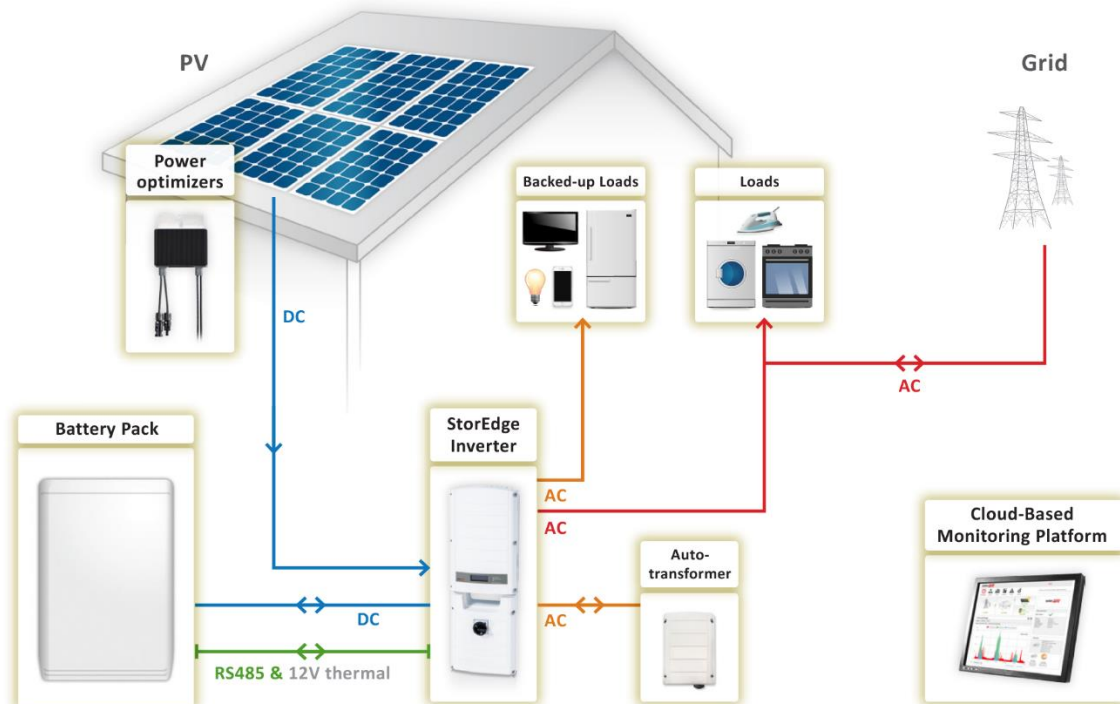 PV
Grid
Power
optimizers
Backed-up Loads
Loads
DC
AC
Battery Pack
StorEdge
Inverter
AC
AC
Cloud-Based
Monitoring Platform
Auto-
transformer
DC
AC
RS485 & 12V thermal